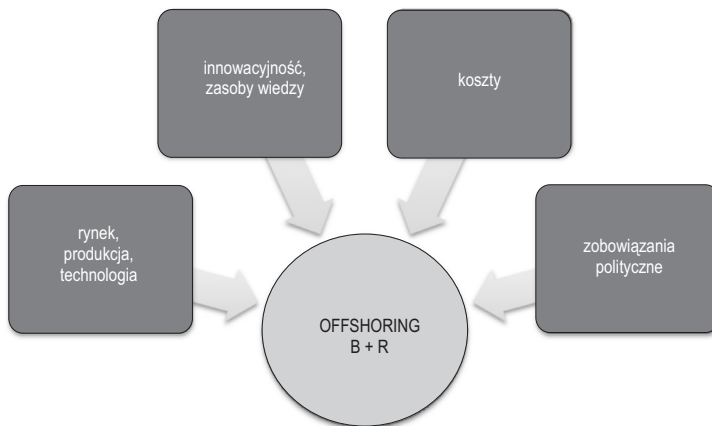 innowacyjność,
zasoby wiedzy
koszty
rynek,
produkcja,
technologia
zobowiązania
polityczne
OFFSHORING
B + R